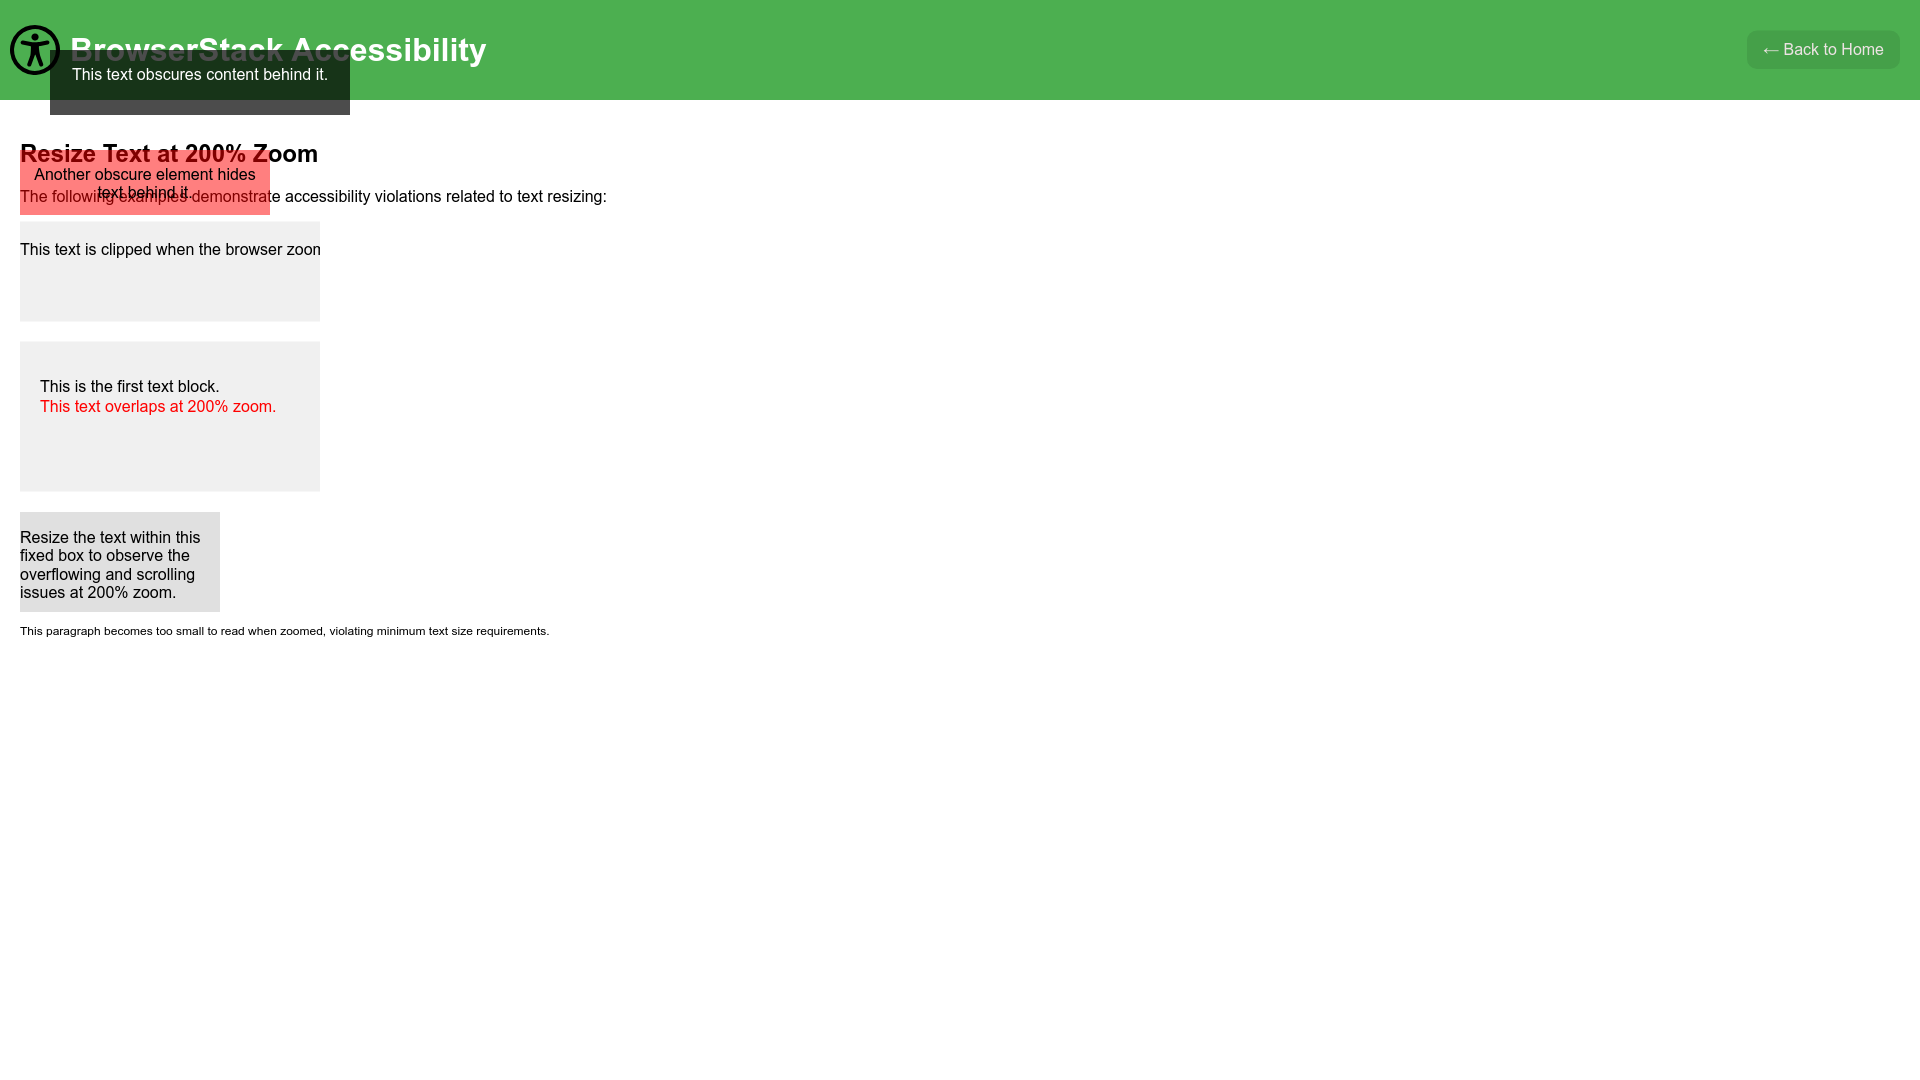 BrowserStack Accessibility
← Back to Home
This text obscures content behind it.
Resize Text at 200% Zoom
Another obscure element hides
text behind it.
The following examples demonstrate accessibility violations related to text resizing:
This text is clipped when the browser zoom
This is the first text block.
This text overlaps at 200% zoom.
Resize the text within this
fixed box to observe the
overflowing and scrolling
issues at 200% zoom.
This paragraph becomes too small to read when zoomed, violating minimum text size requirements.